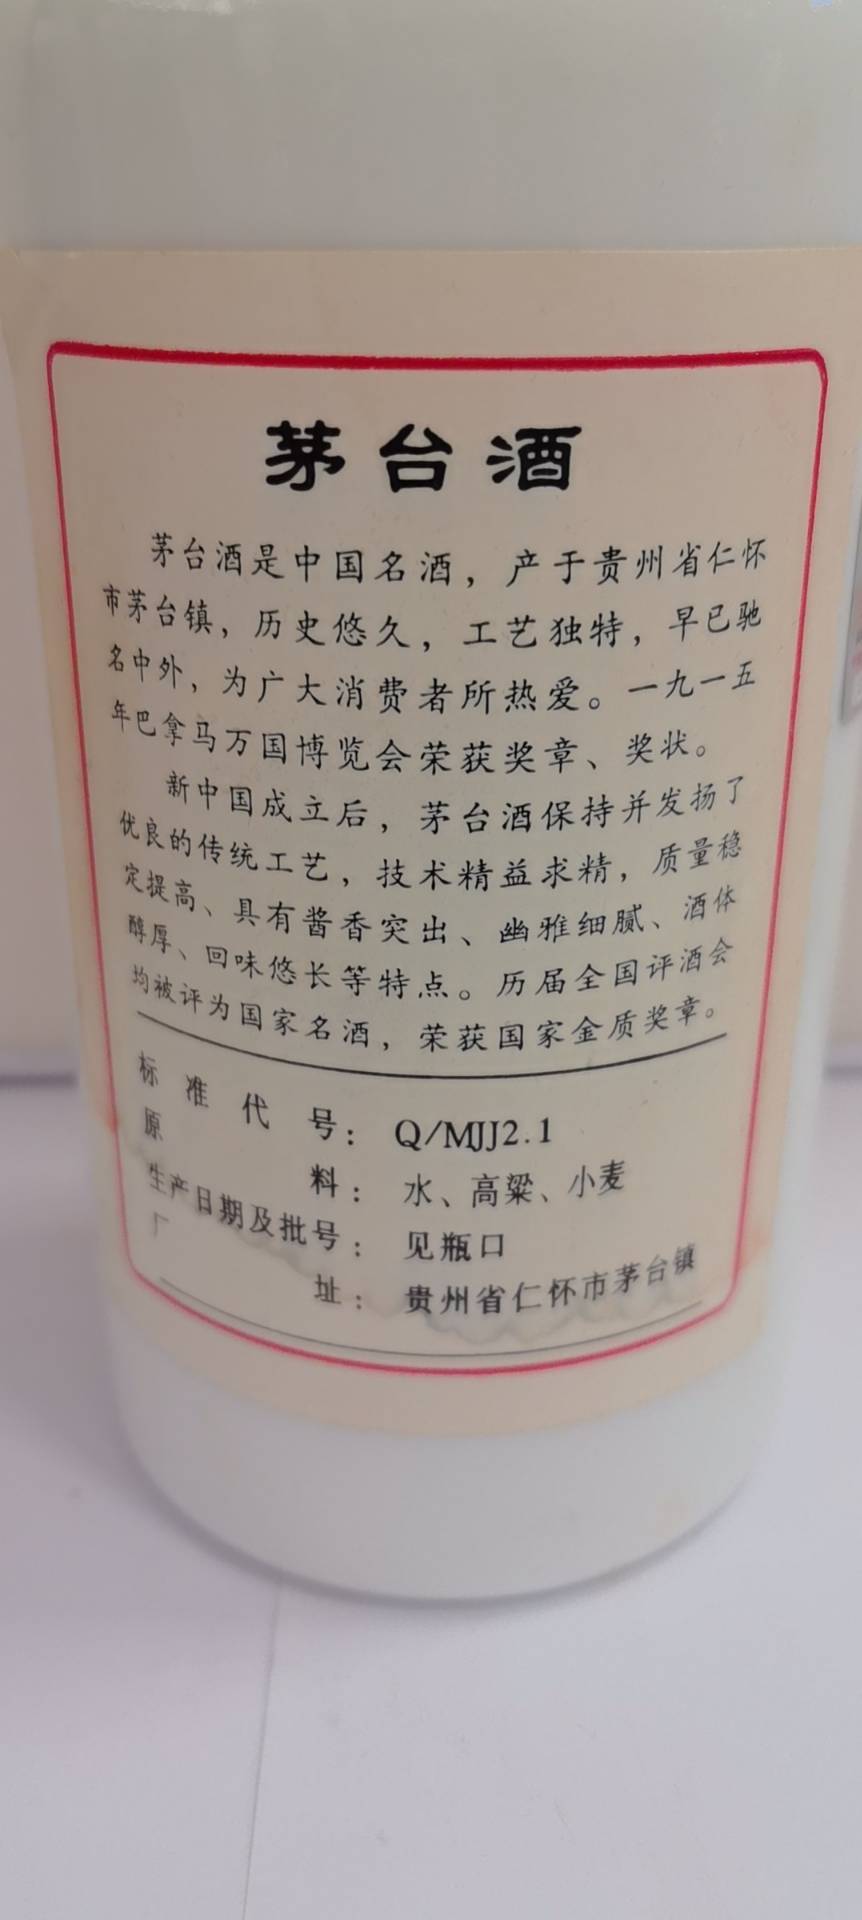 茅台酒
茅台酒是中国名酒，产于贵州省仁怀
市茅台镇，历史悠久，工艺独特，早已驰
名中外，为广大消费者所热爱。一九一五
年巴拿马万国博览会荣获奖章、奖状。
新中国成立后，茅台酒保持并发扬了
优良的传统工艺，技术精益求精，质量稳
定提高、具有酱香突出、幽雅细腻、酒体
醇厚、回味悠长等特点。历届全国评酒会
均被评为国家名酒，荣获国家金质奖章。
标准代号：Q/MJJ2.1
原料：水、高粱、小麦
生产日期及批号：见瓶口
厂址：贵州省仁怀市茅台镇